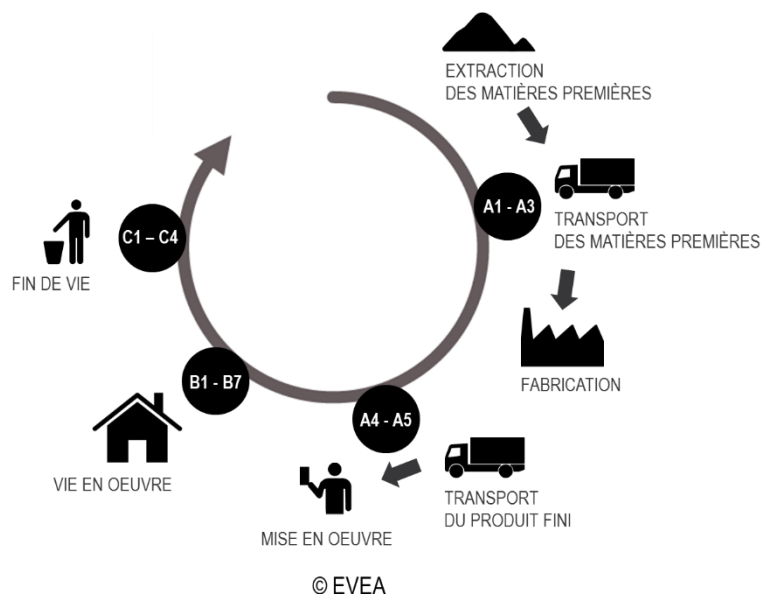 EXTRACTION
DES MATIÈRES PREMIÈRES
A1 - A3
TRANSPORT
DES MATIÈRES PREMIÈRES
FABRICATION
A4 - A5
TRANSPORT
DU PRODUIT FINI
MISE EN OEUVRE
B1 - B7
VIE EN OEUVRE
C1 – C4
FIN DE VIE
© EVEA